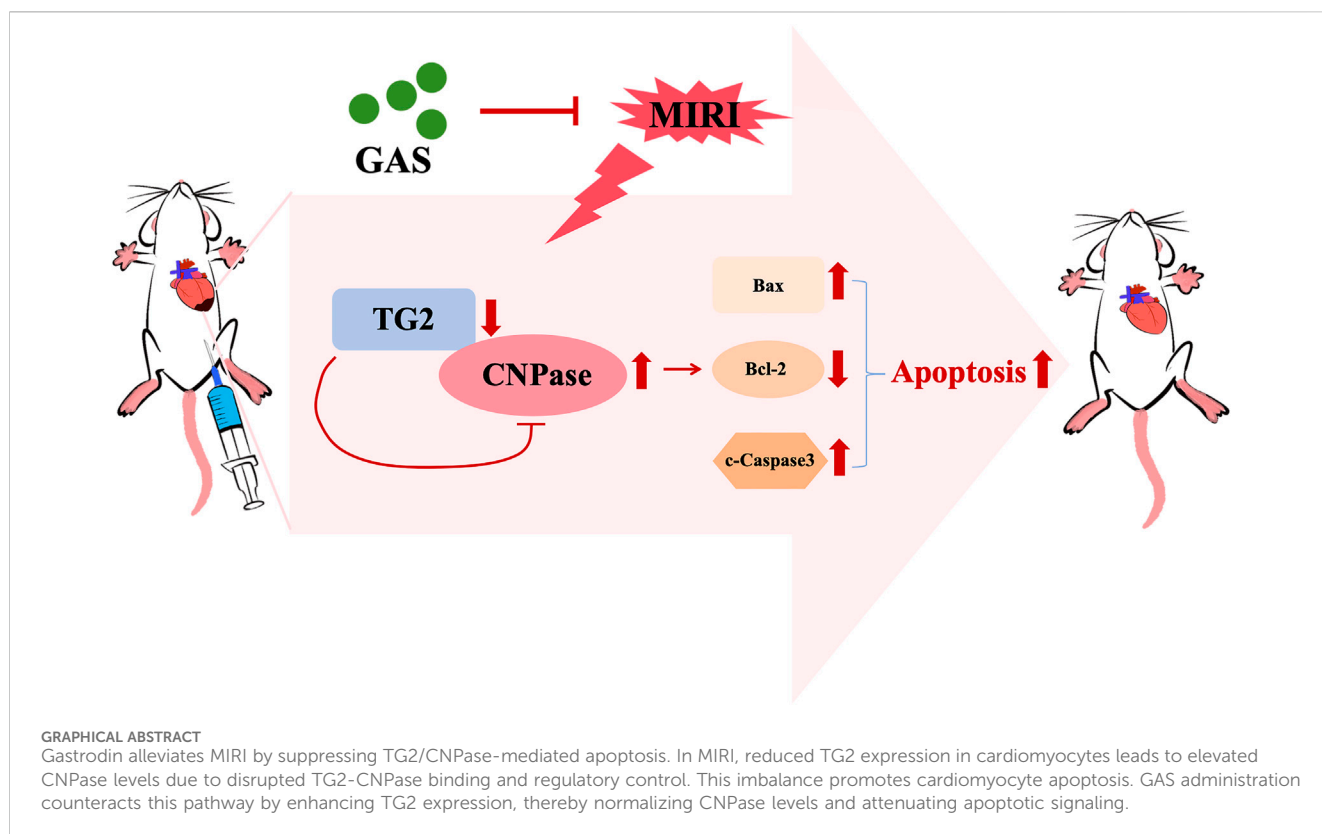 GAS
MIRI
TG2
CNPase
Bax
Bcl-2
c-Caspase3
Apoptosis
GRAPHICAL ABSTRACT
Gastrodin alleviates MIRI by suppressing TG2/CNPase-mediated apoptosis. In MIRI, reduced TG2 expression in cardiomyocytes leads to elevated
CNPase levels due to disrupted TG2-CNPase binding and regulatory control. This imbalance promotes cardiomyocyte apoptosis. GAS administration
counteracts this pathway by enhancing TG2 expression, thereby normalizing CNPase levels and attenuating apoptotic signaling.